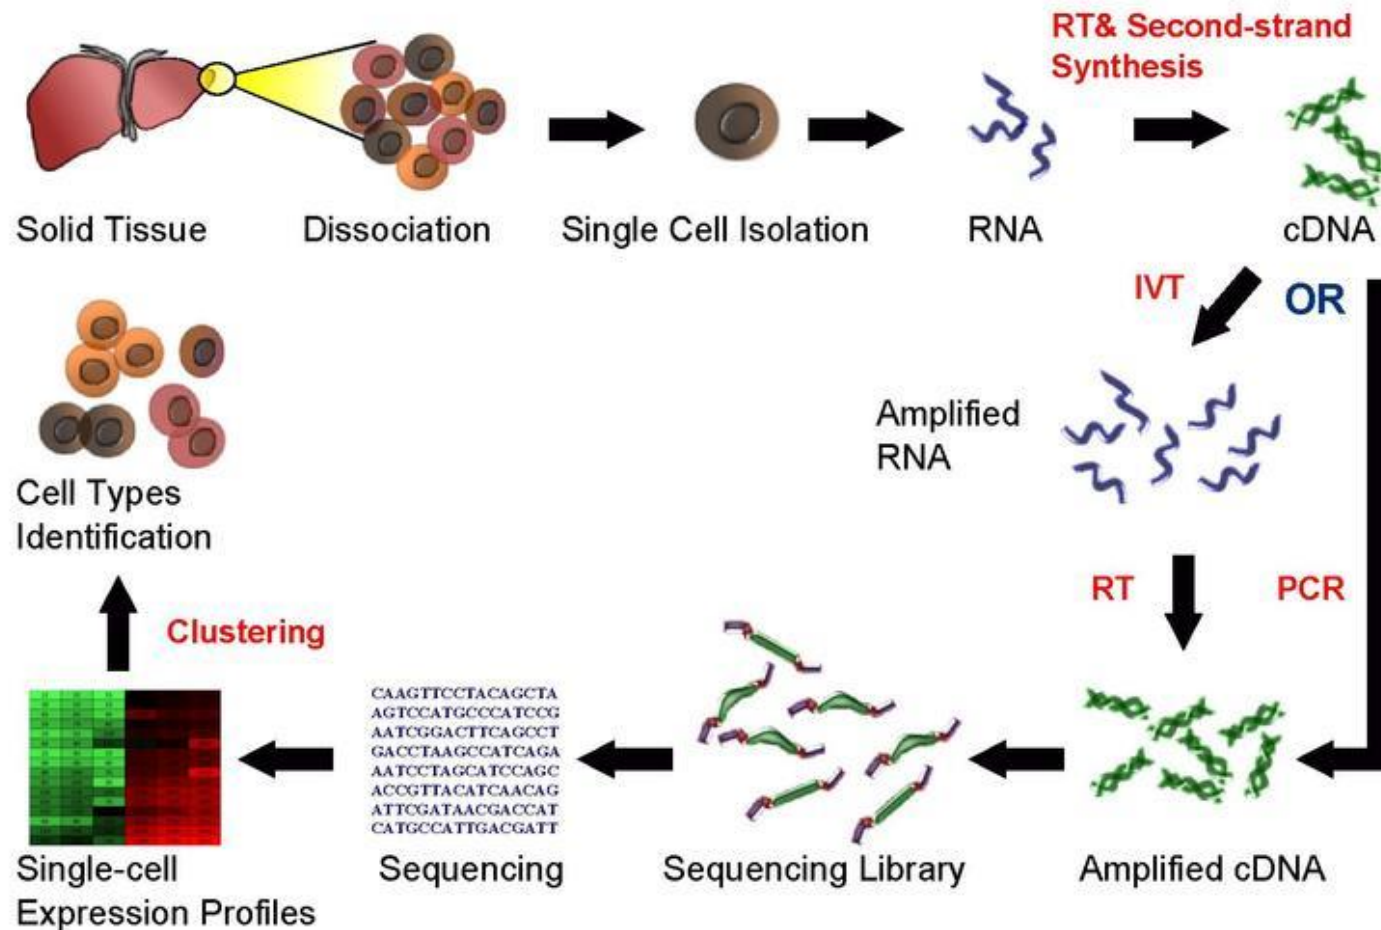 RT& Second-strand
Synthesis
Solid Tissue
Dissociation
Single Cell Isolation
RNA
cDNA
IVT
OR
Amplified
RNA
Cell Types
Identification
RT
PCR
Clustering
CAAGTTCCTACAGCTA
AGTCCATGCCCATCCG
AATCGGACTTCAGCCT
GACCTAAGCCATCAGA
AATCCTAGCATCCAGC
ACCGTTACATCAACAG
ATTCGATAACGACCAT
CATGCCATTGACGATT
Single-cell
Expression Profiles
Sequencing
Sequencing Library
Amplified cDNA